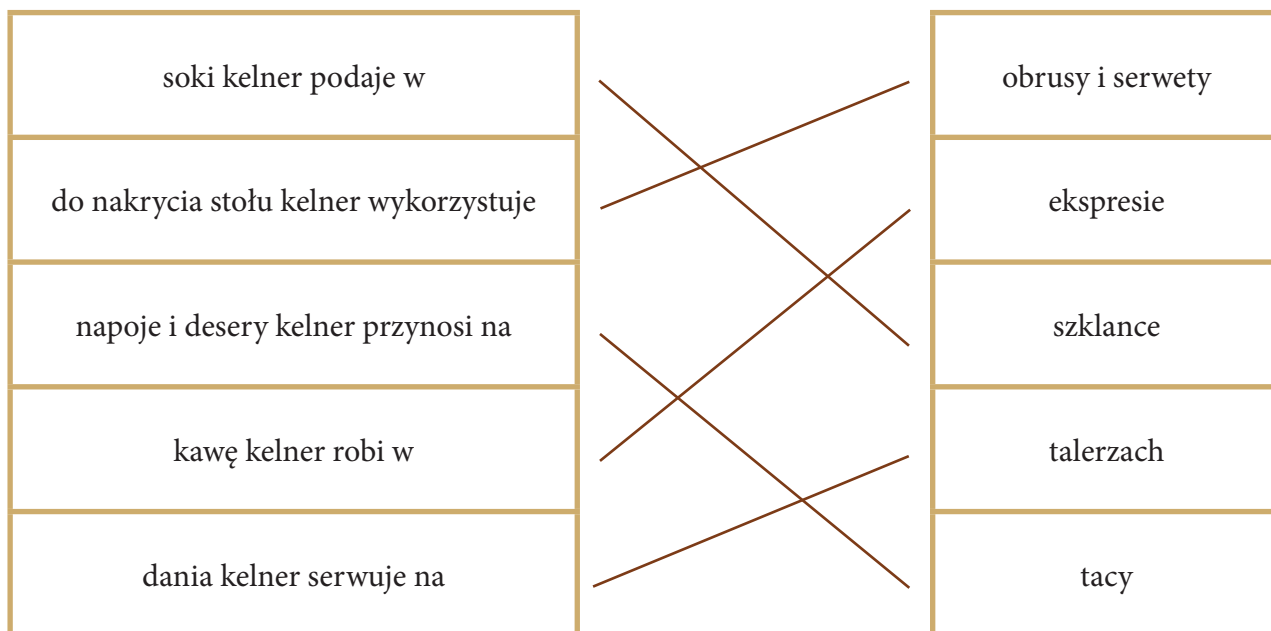 soki kelner podaje w
obrusy i serwety
do nakrycia stołu kelner wykorzystuje
ekspresie
napoje i desery kelner przynosi na
szklance
kawę kelner robi w
talerzach
dania kelner serwuje na
tacy